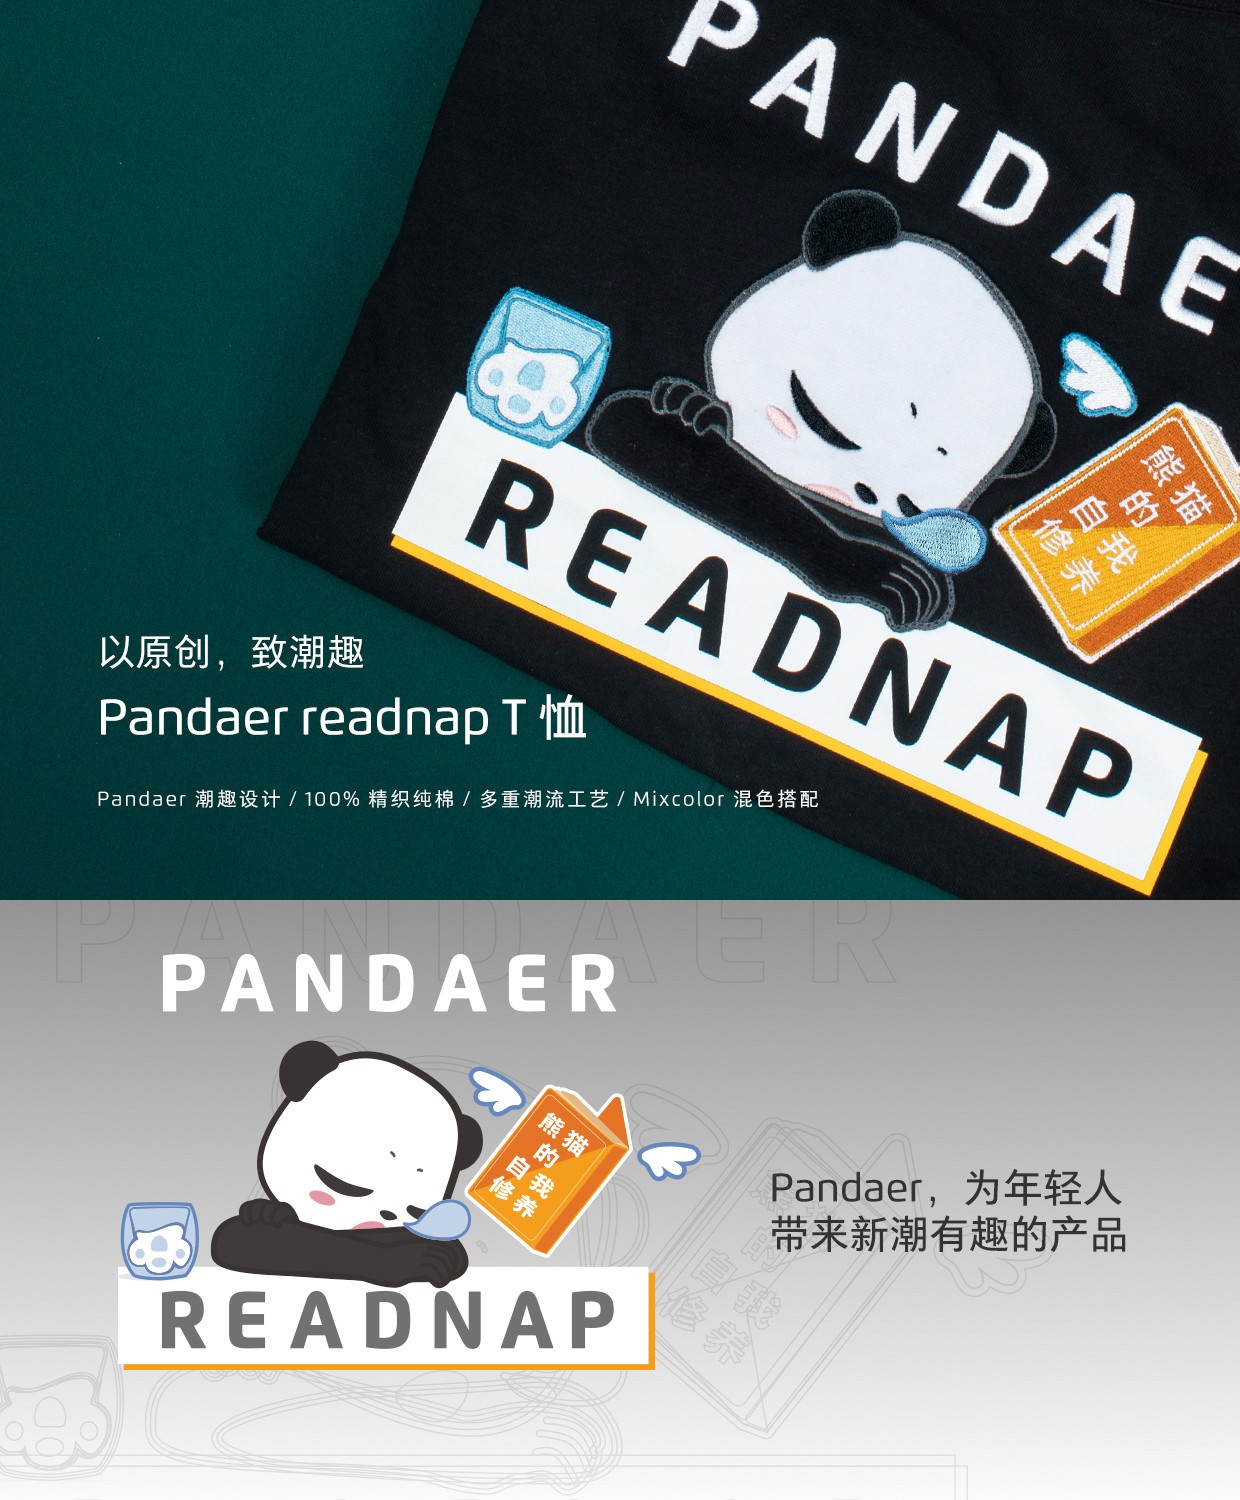 PANDAE
熊猫
的我
自养
修
READNAP
以原创，致潮趣
Pandaer readnap T 恤
Pandaer 潮趣设计 / 100% 精织纯棉 / 多重潮流工艺 / Mixcolor 混色搭配
PANDAER
PANDAER
熊猫
的我
自养
修
READNAP
Pandaer，为年轻人
带来新潮有趣的产品